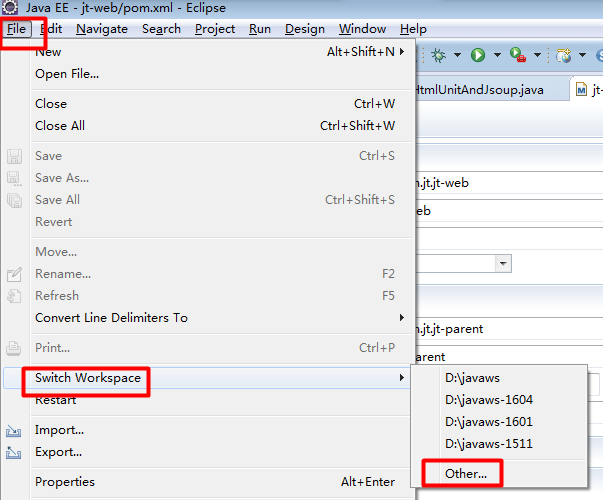 Java EE - jt-web/pom.xml - Eclipse
File Edit Navigate Search Project Run Design Window Help
New Alt+Shift+N
Open File...
Close Ctrl+W
Close All Ctrl+Shift+W
Save Ctrl+S
Save As...
Save All Ctrl+Shift+S
Revert
Move...
Rename... F2
Refresh F5
Convert Line Delimiters To
Print... Ctrl+P
Switch Workspace
Restart
Import...
Export...
Properties Alt+Enter
HtmlUnitAndJsoup.java
jt-
n.jt.jt-web
eb
n.jt.jt-parent
arent
D:\javaws
D:\javaws-1604
D:\javaws-1601
D:\javaws-1511
Other...